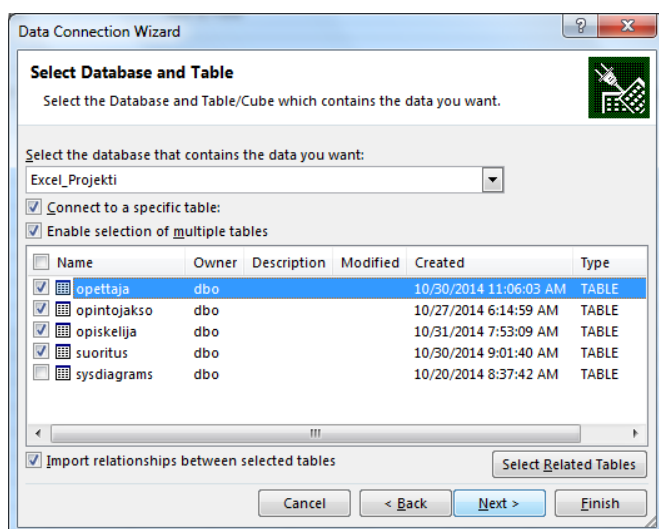 Data Connection Wizard
Select Database and Table
Select the Database and Table/Cube which contains the data you want.
Select the database that contains the data you want:
Excel_Projekti
Connect to a specific table:
Enable selection of multiple tables
Name Owner Description Modified Created Type
opettaja dbo 10/30/2014 11:06:03 AM TABLE
opintojakso dbo 10/27/2014 6:14:59 AM TABLE
opiskelija dbo 10/31/2014 7:53:09 AM TABLE
suoritus dbo 10/30/2014 9:01:40 AM TABLE
sysdiagrams dbo 10/20/2014 8:37:42 AM TABLE
Import relationships between selected tables
Select Related Tables
Cancel < Back Next > Finish